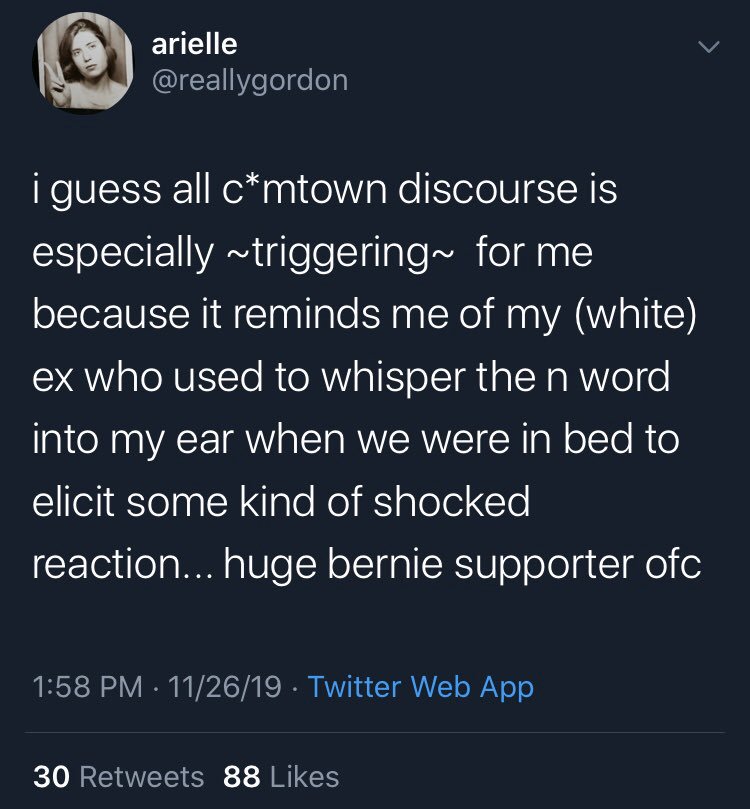 arielle
@reallygordon
i guess all c*mtown discourse is
especially ~triggering~ for me
because it reminds me of my (white)
ex who used to whisper the n word
into my ear when we were in bed to
elicit some kind of shocked
reaction... huge bernie supporter ofc
1:58 PM · 11/26/19 · Twitter Web App
30 Retweets 88 Likes